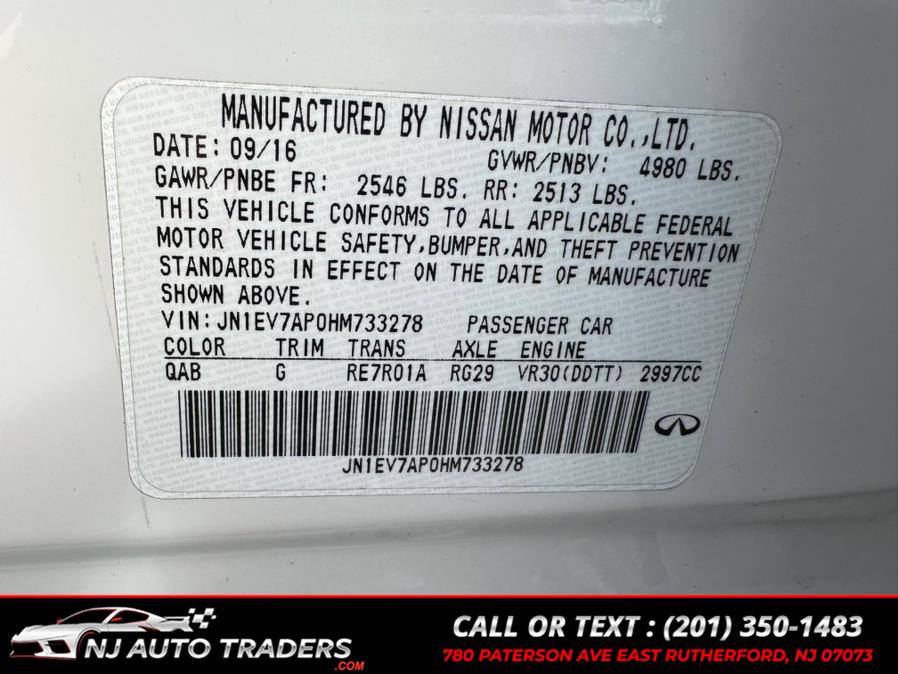 MANUFACTURED BY NISSAN MOTOR CO.,LTD.
DATE: 09/16 GVWR/PNBV: 4980 LBS.
GAWR/PNBE FR: 2546 LBS. RR: 2513 LBS.
THIS VEHICLE CONFORMS TO ALL APPLICABLE FEDERAL
MOTOR VEHICLE SAFETY,BUMPER,AND THEFT PREVENTION
STANDARDS IN EFFECT ON THE DATE OF MANUFACTURE
SHOWN ABOVE.
VIN:JN1EV7AP0HM733278 PASSENGER CAR
COLOR TRIM TRANS AXLE ENGINE
QAB G RE7R01A RG29 VR30(DDTT) 2997CC
JN1EV7AP0HM733278
NJ AUTO TRADERS
.COM
CALL OR TEXT : (201) 350-1483
780 PATERSON AVE EAST RUTHERFORD, NJ 07073